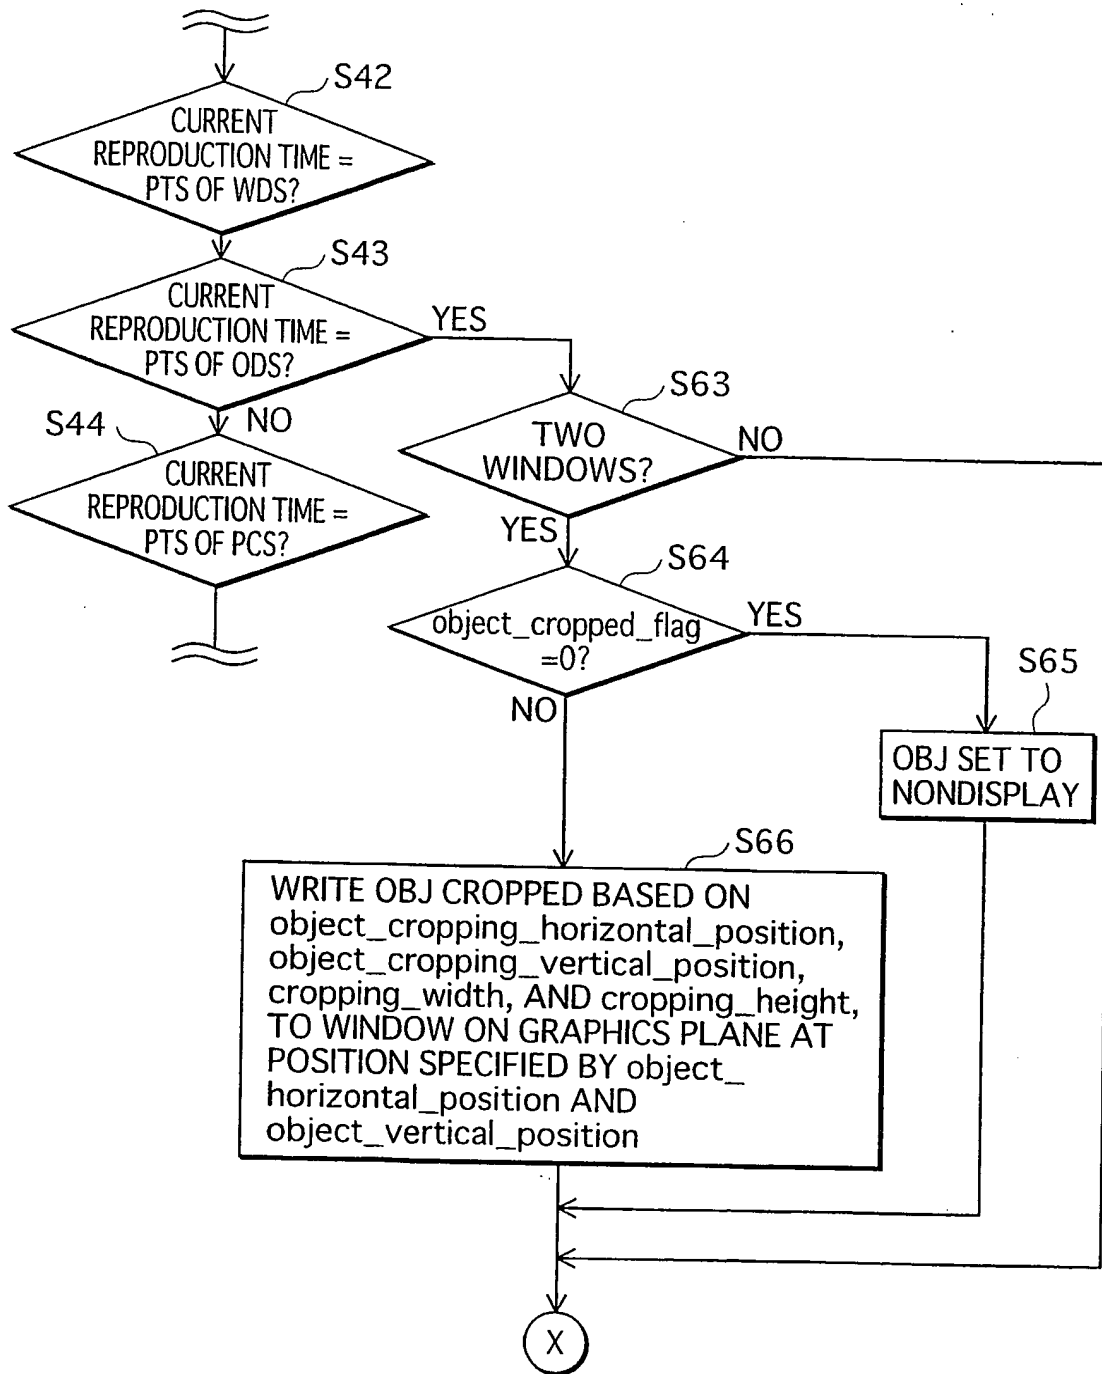 S42
CURRENT
REPRODUCTION TIME =
PTS OF WDS?
S43
CURRENT
REPRODUCTION TIME =
PTS OF ODS?
YES
NO
S44
CURRENT
REPRODUCTION TIME =
PTS OF PCS?
S63
TWO
WINDOWS?
NO
YES
S64
object_cropped_flag
=0?
YES
NO
S65
OBJ SET TO
NONDISPLAY
S66
WRITE OBJ CROPPED BASED ON
object_cropping_horizontal_position,
object_cropping_vertical_position,
cropping_width, AND cropping_height,
TO WINDOW ON GRAPHICS PLANE AT
POSITION SPECIFIED BY object_
horizontal_position AND
object_vertical_position
X